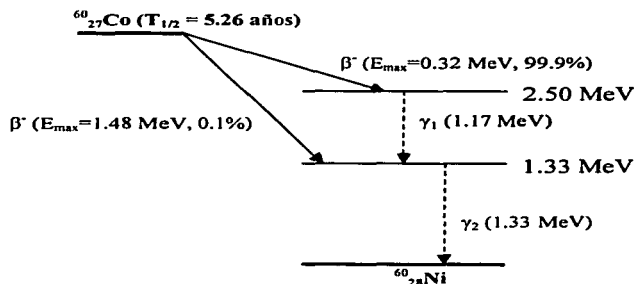 ⁶⁰₂₇Co (T₁/₂ = 5.26 años)
β⁻ (Eₘₐₓ=0.32 MeV, 99.9%)
2.50 MeV
β⁻ (Eₘₐₓ=1.48 MeV, 0.1%)
γ₁ (1.17 MeV)
1.33 MeV
γ₂ (1.33 MeV)
⁶⁰₂₈Ni